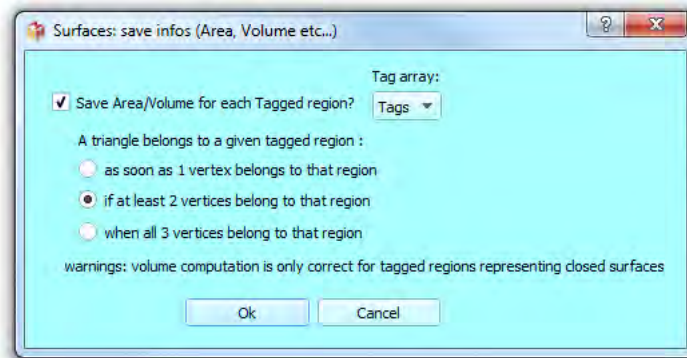 Surfaces: save infos (Area, Volume etc...)
?
Tag array:
Save Area/Volume for each Tagged region?
Tags
A triangle belongs to a given tagged region :
as soon as 1 vertex belongs to that region
if at least 2 vertices belong to that region
when all 3 vertices belong to that region
warnings: volume computation is only correct for tagged regions representing closed surfaces
Ok
Cancel